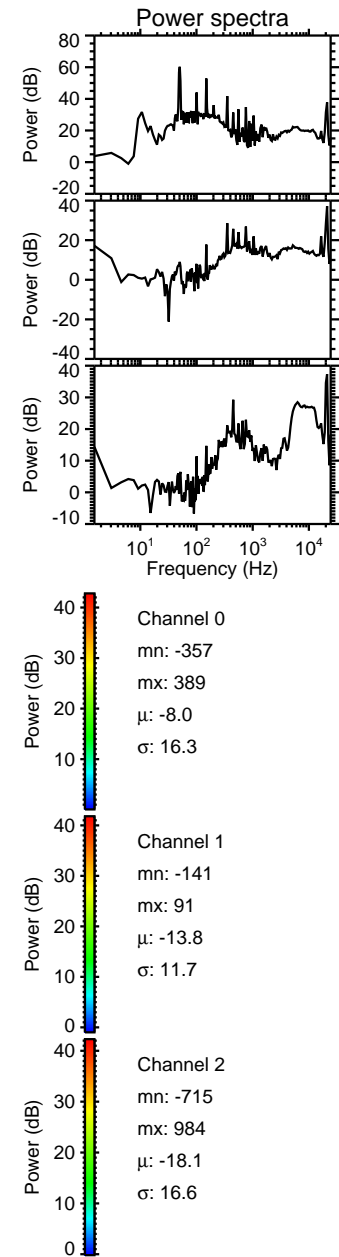 Power spectra
80
60
40
20
0
-20
Power (dB)
40
20
0
-20
-40
Power (dB)
40
30
20
10
0
-10
Power (dB)
10¹ 10² 10³ 10⁴
Frequency (Hz)
40
30
20
10
Power (dB)
Channel 0
mn: -357
mx: 389
μ: -8.0
σ: 16.3
40
30
20
10
0
Power (dB)
Channel 1
mn: -141
mx: 91
μ: -13.8
σ: 11.7
40
30
20
10
0
Power (dB)
Channel 2
mn: -715
mx: 984
μ: -18.1
σ: 16.6